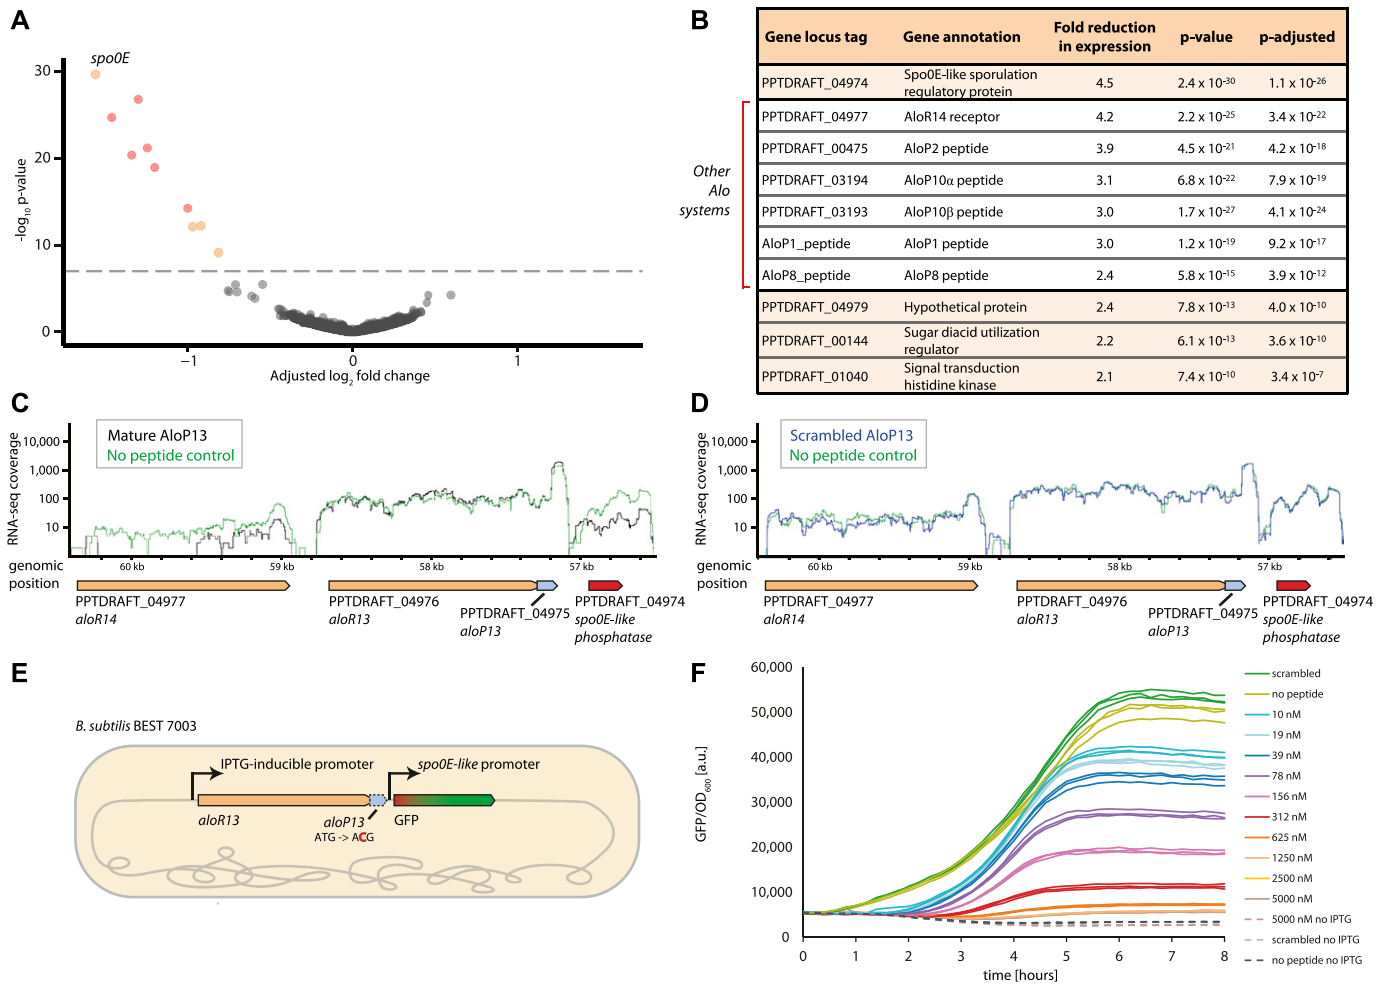 A
spo0E
30
20
10
0
-log10 p-value
−1
0
1
Adjusted log2 fold change
B
Gene locus tag Gene annotation Fold reduction in expression p-value p-adjusted
PPTDRAFT_04974 Spo0E-like sporulation regulatory protein 4.5 2.4 x 10-30 1.1 x 10-26
PPTDRAFT_04977 AloR14 receptor 4.2 2.2 x 10-25 3.4 x 10-22
PPTDRAFT_00475 AloP2 peptide 3.9 4.5 x 10-21 4.2 x 10-18
PPTDRAFT_03194 AloP10α peptide 3.1 6.8 x 10-22 7.9 x 10-19
PPTDRAFT_03193 AloP10β peptide 3.0 1.7 x 10-27 4.1 x 10-24
AloP1_peptide AloP1 peptide 3.0 1.2 x 10-19 9.2 x 10-17
AloP8_peptide AloP8 peptide 2.4 5.8 x 10-15 3.9 x 10-12
PPTDRAFT_04979 Hypothetical protein 2.4 7.8 x 10-13 4.0 x 10-10
PPTDRAFT_00144 Sugar diacid utilization regulator 2.2 6.1 x 10-13 3.6 x 10-10
PPTDRAFT_01040 Signal transduction histidine kinase 2.1 7.4 x 10-10 3.4 x 10-7
Other
Alo
systems
C
Mature AloP13
No peptide control
RNA-seq coverage
10,000
1,000
100
10
genomic
position
60 kb
59 kb
58 kb
57 kb
PPTDRAFT_04977
aloR14
PPTDRAFT_04976
aloR13
PPTDRAFT_04975
aloP13
PPTDRAFT_04974
spo0E-like
phosphatase
D
Scrambled AloP13
No peptide control
RNA-seq coverage
10,000
1,000
100
10
genomic
position
60 kb
59 kb
58 kb
57 kb
PPTDRAFT_04977
aloR14
PPTDRAFT_04976
aloR13
PPTDRAFT_04975
aloP13
PPTDRAFT_04974
spo0E-like
phosphatase
E
B. subtilis BEST 7003
IPTG-inducible promoter
spo0E-like promoter
aloR13
aloP13
GFP
ATG -> ACG
F
60,000
50,000
40,000
30,000
20,000
10,000
0
GFP/OD600 [a.u.]
0 1 2 3 4 5 6 7 8
time [hours]
scrambled
no peptide
10 nM
19 nM
39 nM
78 nM
156 nM
312 nM
625 nM
1250 nM
2500 nM
5000 nM
5000 nM no IPTG
scrambled no IPTG
no peptide no IPTG